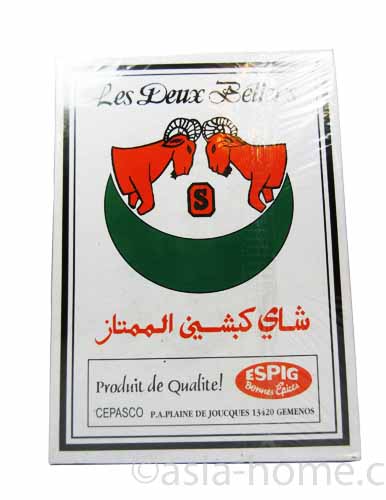 Les Deux Béliers
S
شاي كبشين الممتاز
Produit de Qualite!
ESPIG
Bonnes Epices
CEPASCO P.A.PLAINE DE JOUCQUES 13420 GEMENOS
©asia-home.c